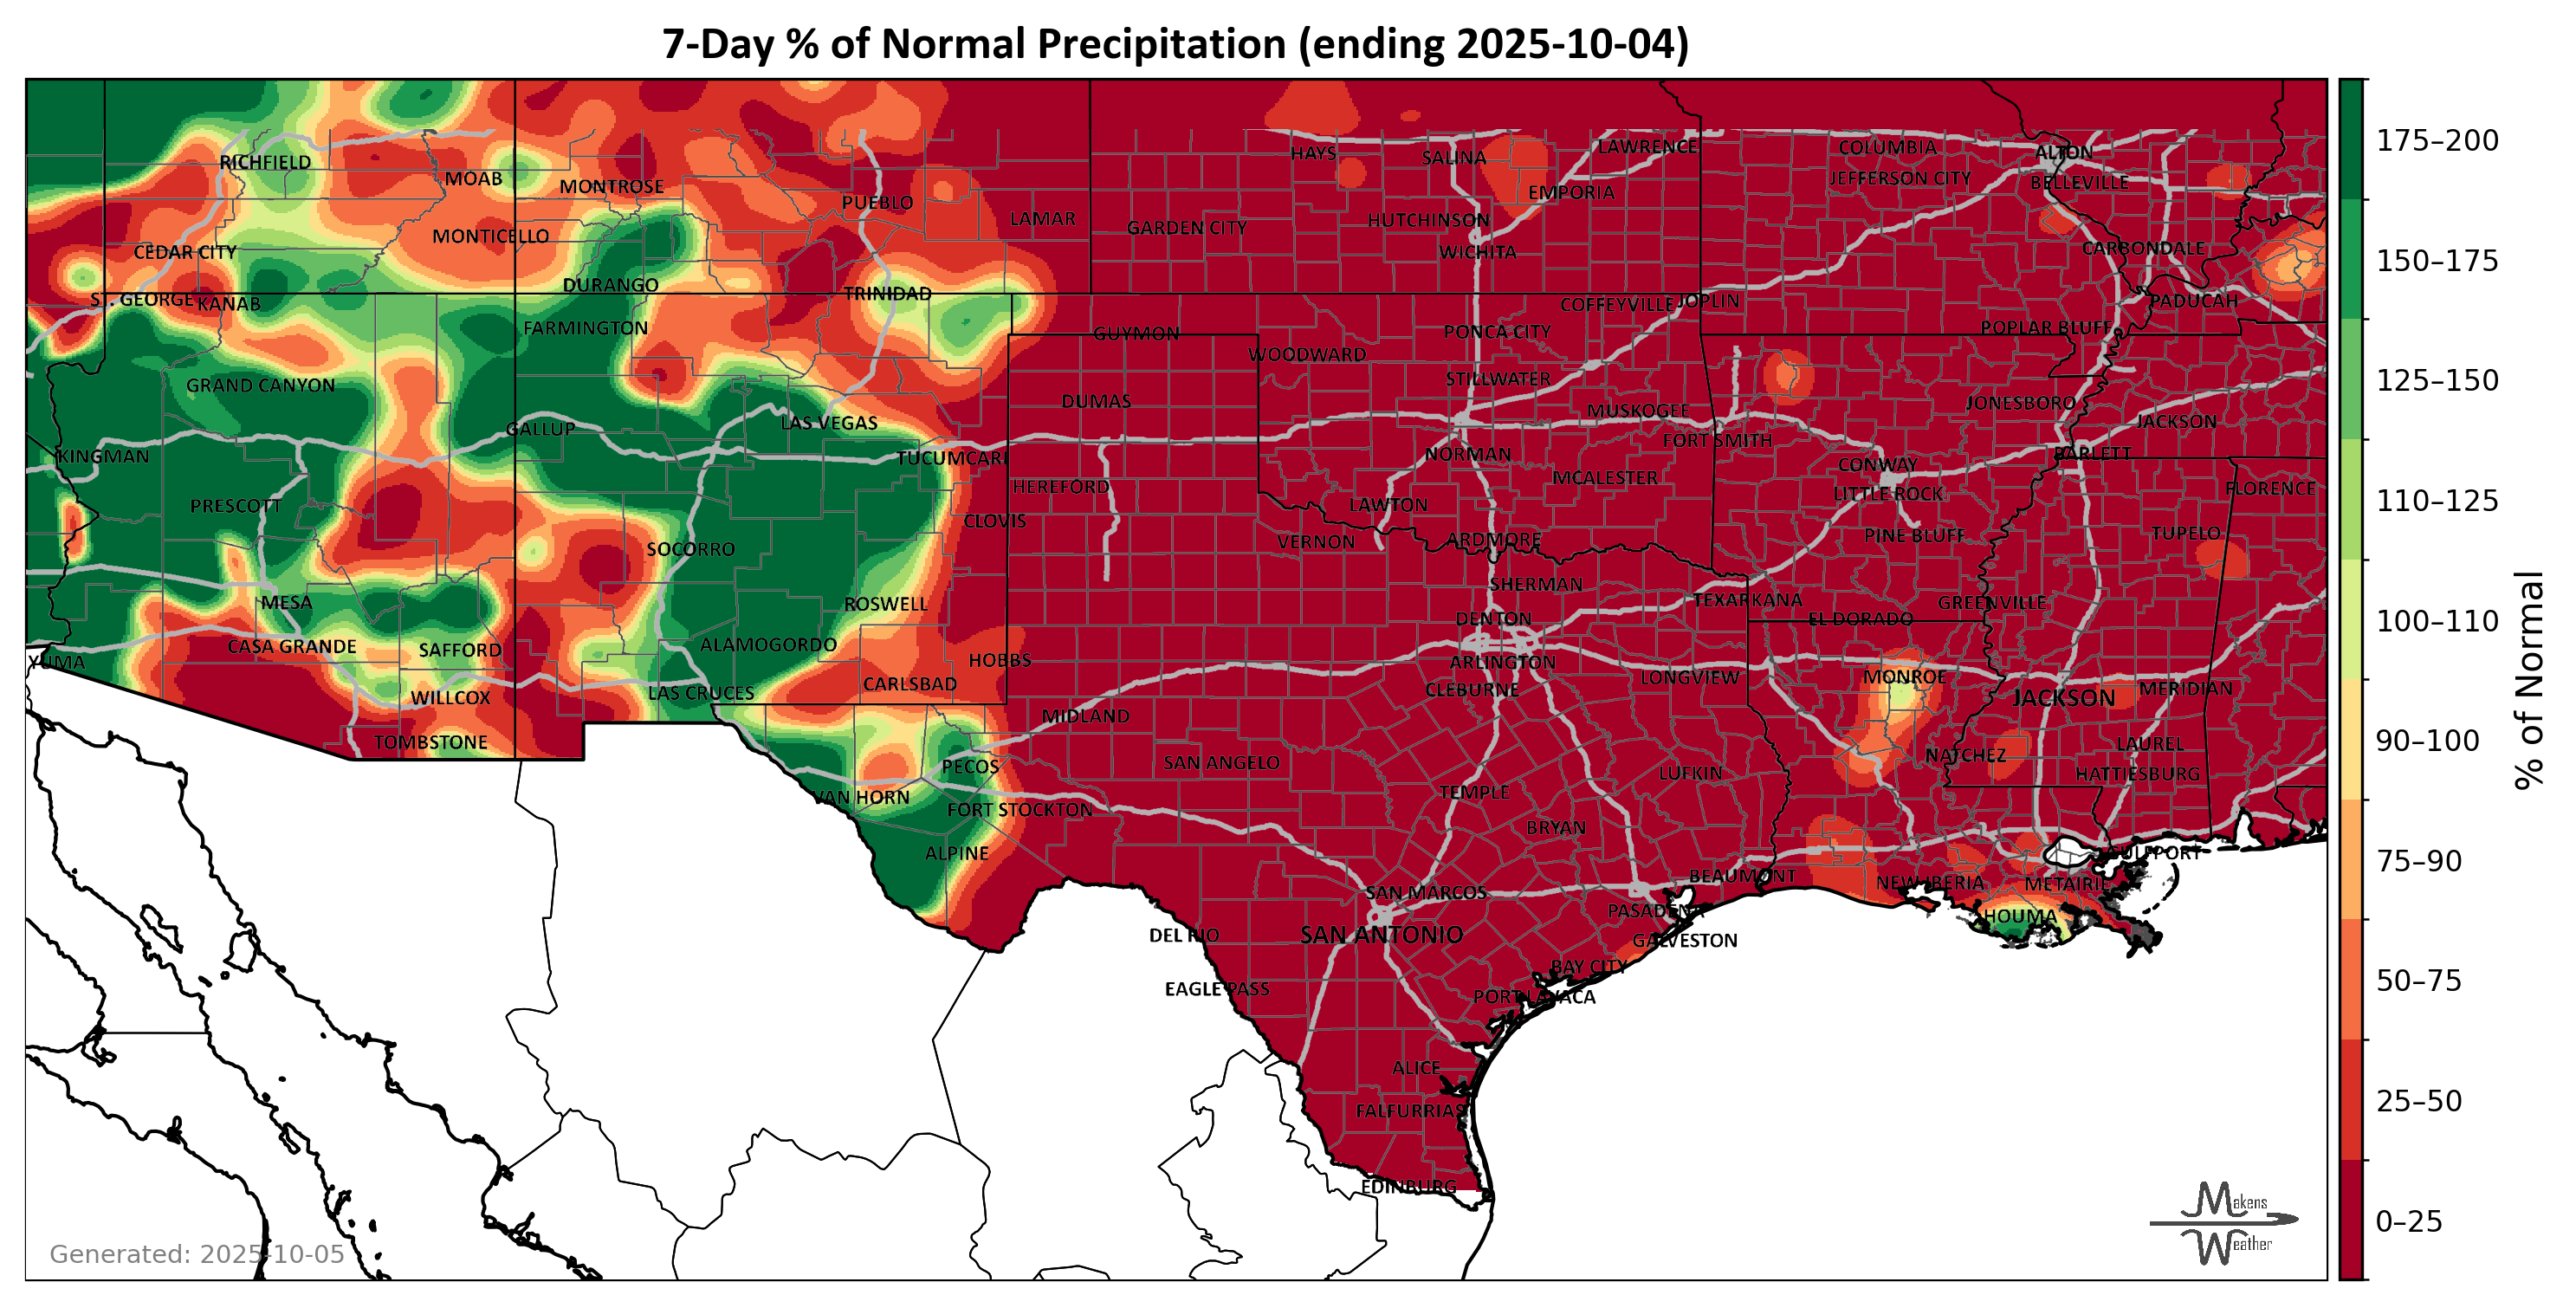 7-Day % of Normal Precipitation (ending 2025-10-04)
RICHFIELD
MOAB
MONTROSE
PUEBLO
LAMAR
HAYS
SALINA
LAWRENCE
COLUMBIA
ALTON
JEFFERSON CITY
BELLEVILLE
EMPORIA
GARDEN CITY
HUTCHINSON
WICHITA
CARBONDALE
CEDAR CITY
MONTICELLO
DURANGO
TRINIDAD
ST. GEORGE
KANAB
COFFEYVILLE
JOPLIN
PADUCAH
FARMINGTON
GUYMON
PONCA CITY
POPLAR BLUFF
WOODWARD
GRAND CANYON
STILLWATER
DUMAS
MUSKOGEE
JONESBORO
JACKSON
GALLUP
LAS VEGAS
FORT SMITH
KINGMAN
TUCUMCARI
NORMAN
BARLETT
CONWAY
HEREFORD
MCALESTER
LITTLE ROCK
FLORENCE
PRESCOTT
LAWTON
CLOVIS
VERNON
ARDMORE
PINE BLUFF
TUPELO
SOCORRO
SHERMAN
MESA
ROSWELL
TEXARKANA
GREENVILLE
DENTON
EL DORADO
CASA GRANDE
SAFFORD
ALAMOGORDO
YUMA
HOBBS
ARLINGTON
LONGVIEW
MONROE
WILLCOX
LAS CRUCES
CARLSBAD
CLEBURNE
JACKSON
MERIDIAN
MIDLAND
TOMBSTONE
PECOS
SAN ANGELO
LUFKIN
NATCHEZ
LAUREL
HATTIESBURG
VAN HORN
FORT STOCKTON
TEMPLE
BRYAN
ALPINE
GULFPORT
SAN MARCOS
BEAUMONT
NEW IBERIA
METAIRIE
PASADENA
HOUMA
DEL RIO
SAN ANTONIO
GALVESTON
BAY CITY
EAGLE PASS
PORT LAVACA
ALICE
FALFURRIAS
EDINBURG
Generated: 2025-10-05
Makens
Weather
175–200
150–175
125–150
110–125
100–110
90–100
75–90
50–75
25–50
0–25
% of Normal